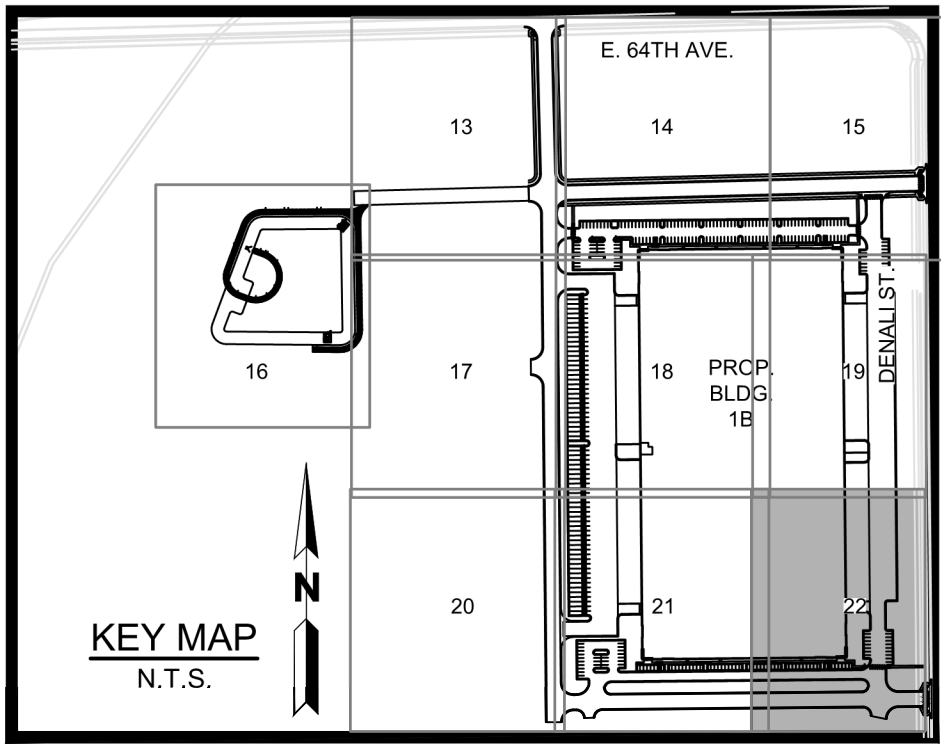 E. 64TH AVE.
13
14
15
16
17
18
PROP.
BLDG.
1B
19
DENALI ST.
20
21
22
N
KEY MAP
N.T.S.